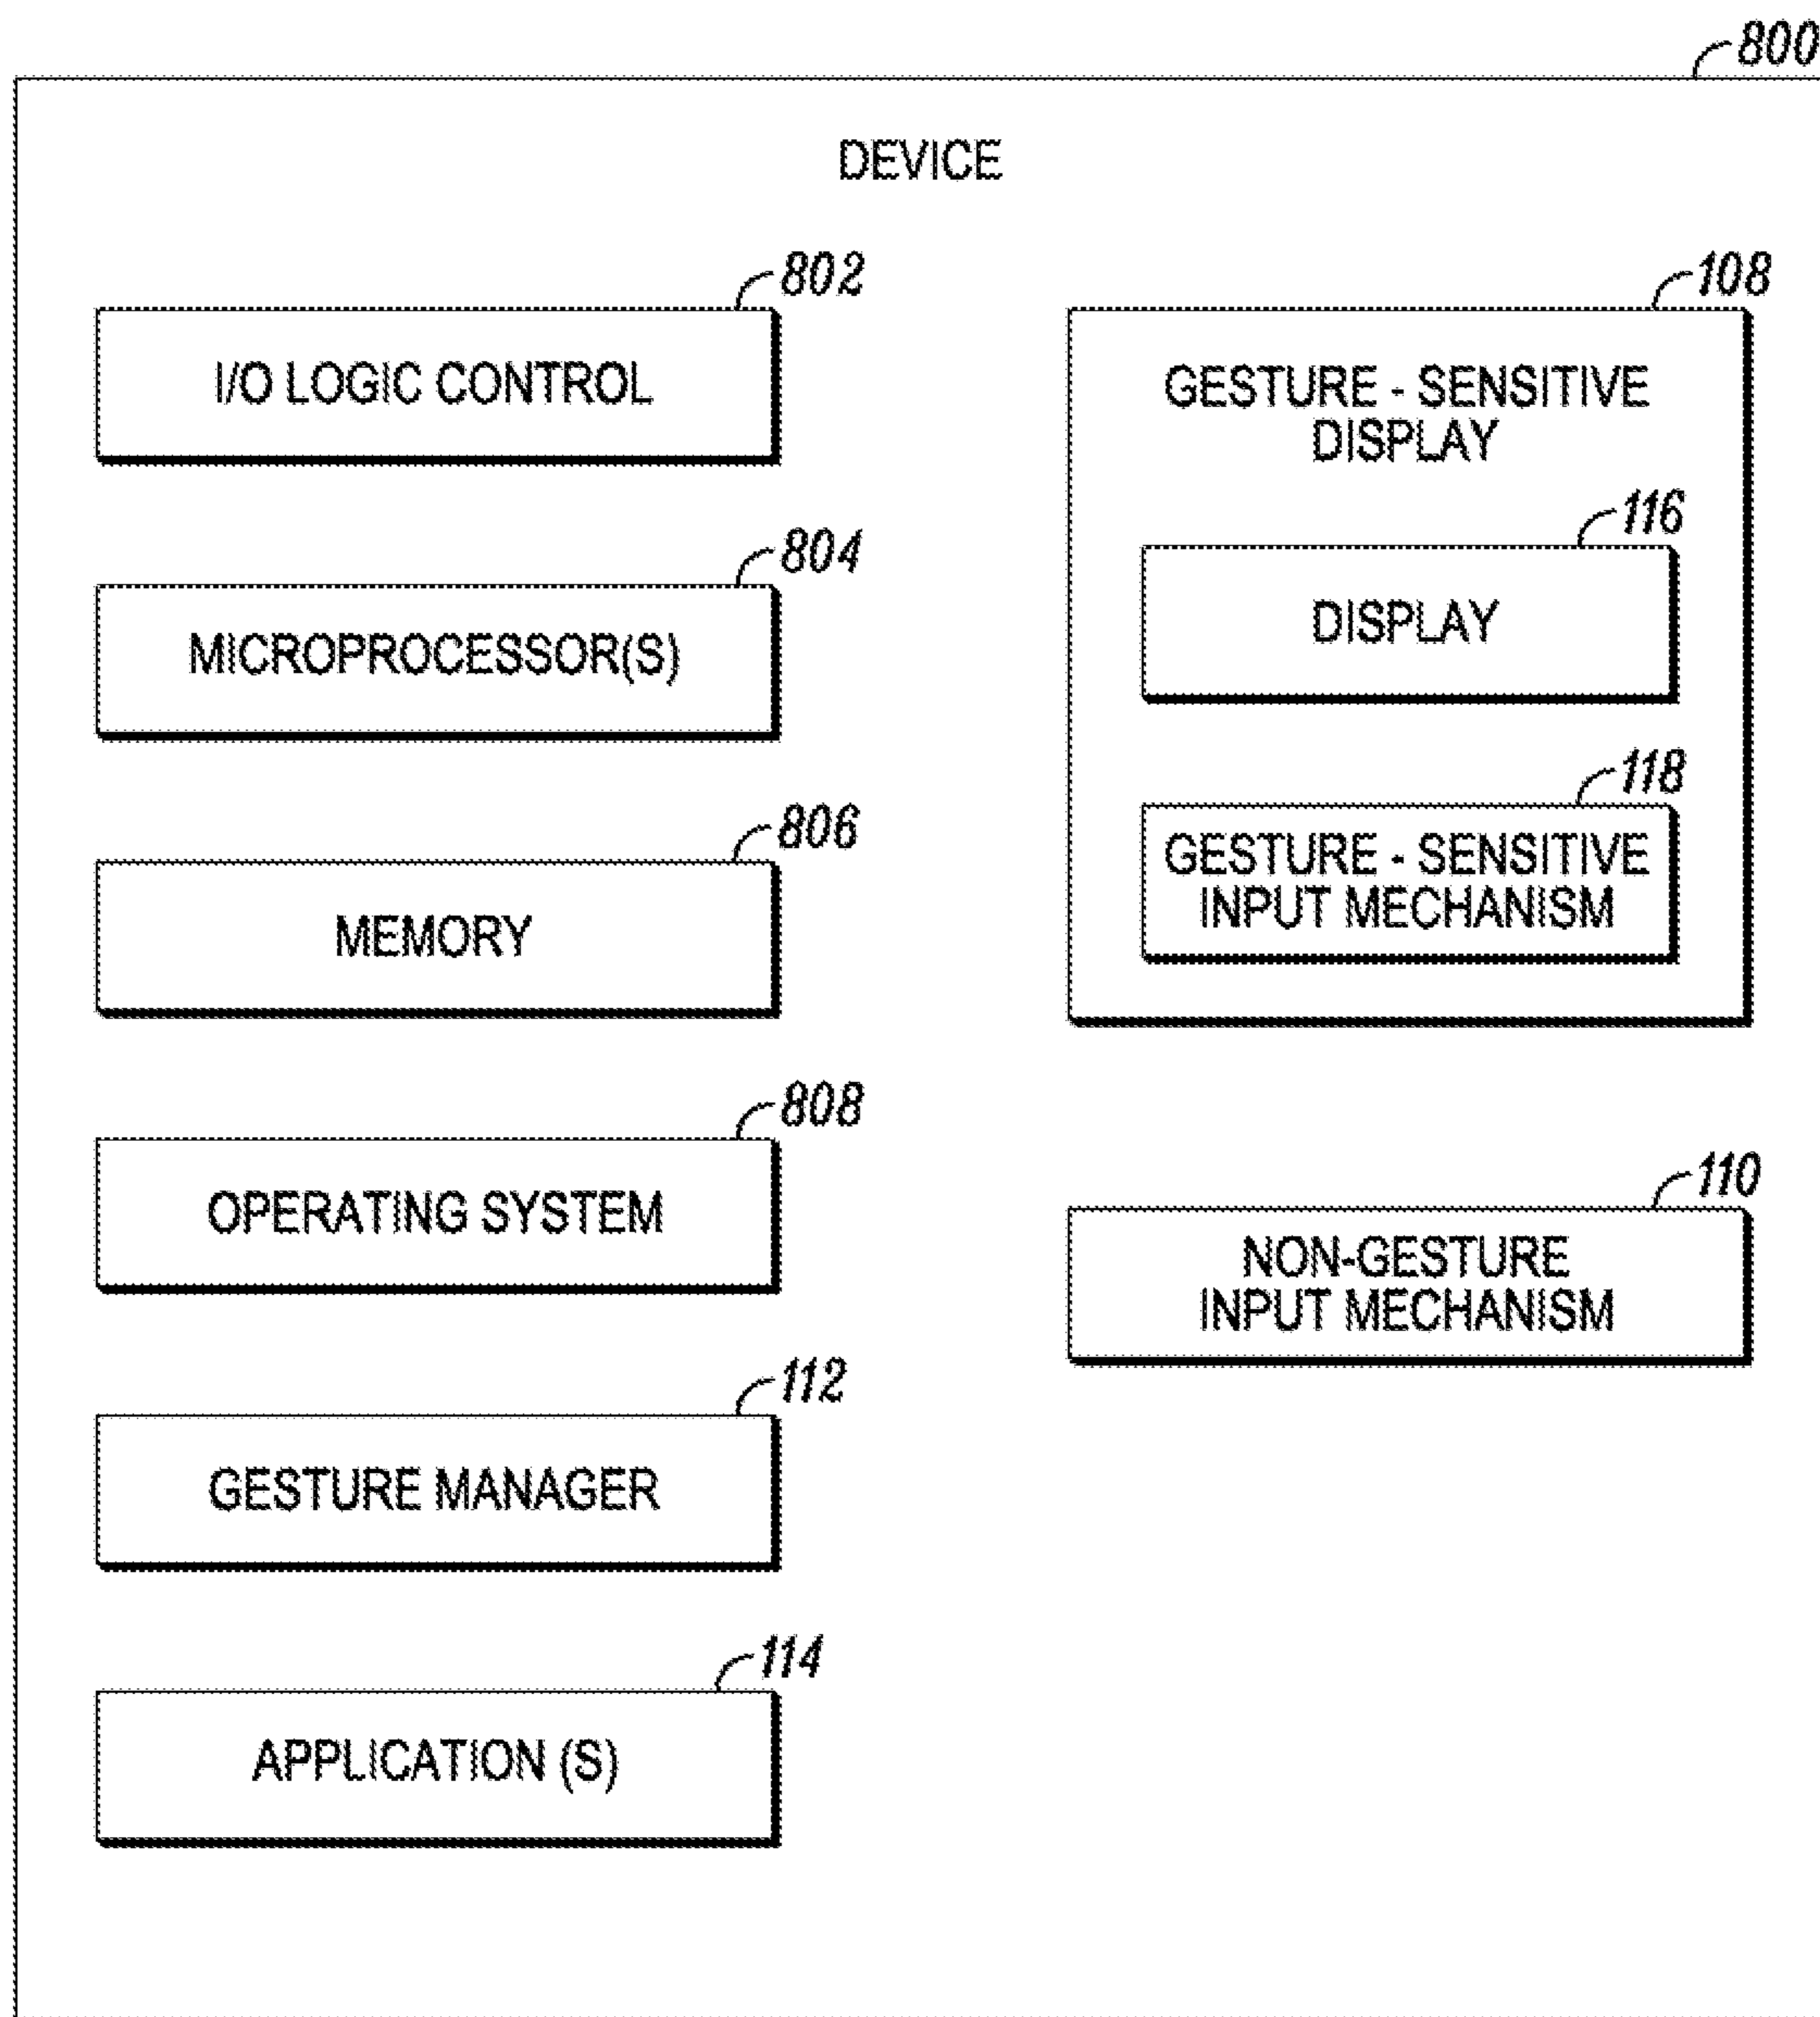 800
DEVICE
802
I/O LOGIC CONTROL
804
MICROPROCESSOR(S)
806
MEMORY
808
OPERATING SYSTEM
112
GESTURE MANAGER
114
APPLICATION (S)
108
GESTURE - SENSITIVE
DISPLAY
116
DISPLAY
118
GESTURE - SENSITIVE
INPUT MECHANISM
110
NON-GESTURE
INPUT MECHANISM